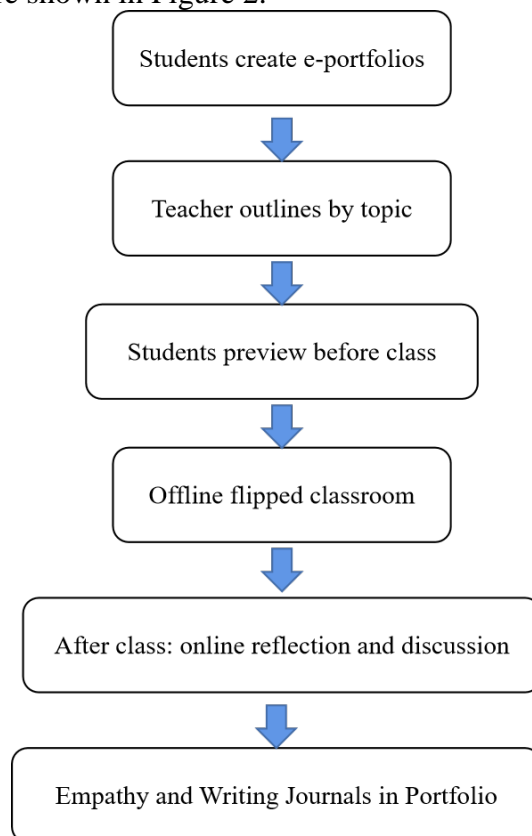 re shown in Figure 2.
Students create e-portfolios
Teacher outlines by topic
Students preview before class
Offline flipped classroom
After class: online reflection and discussion
Empathy and Writing Journals in Portfolio